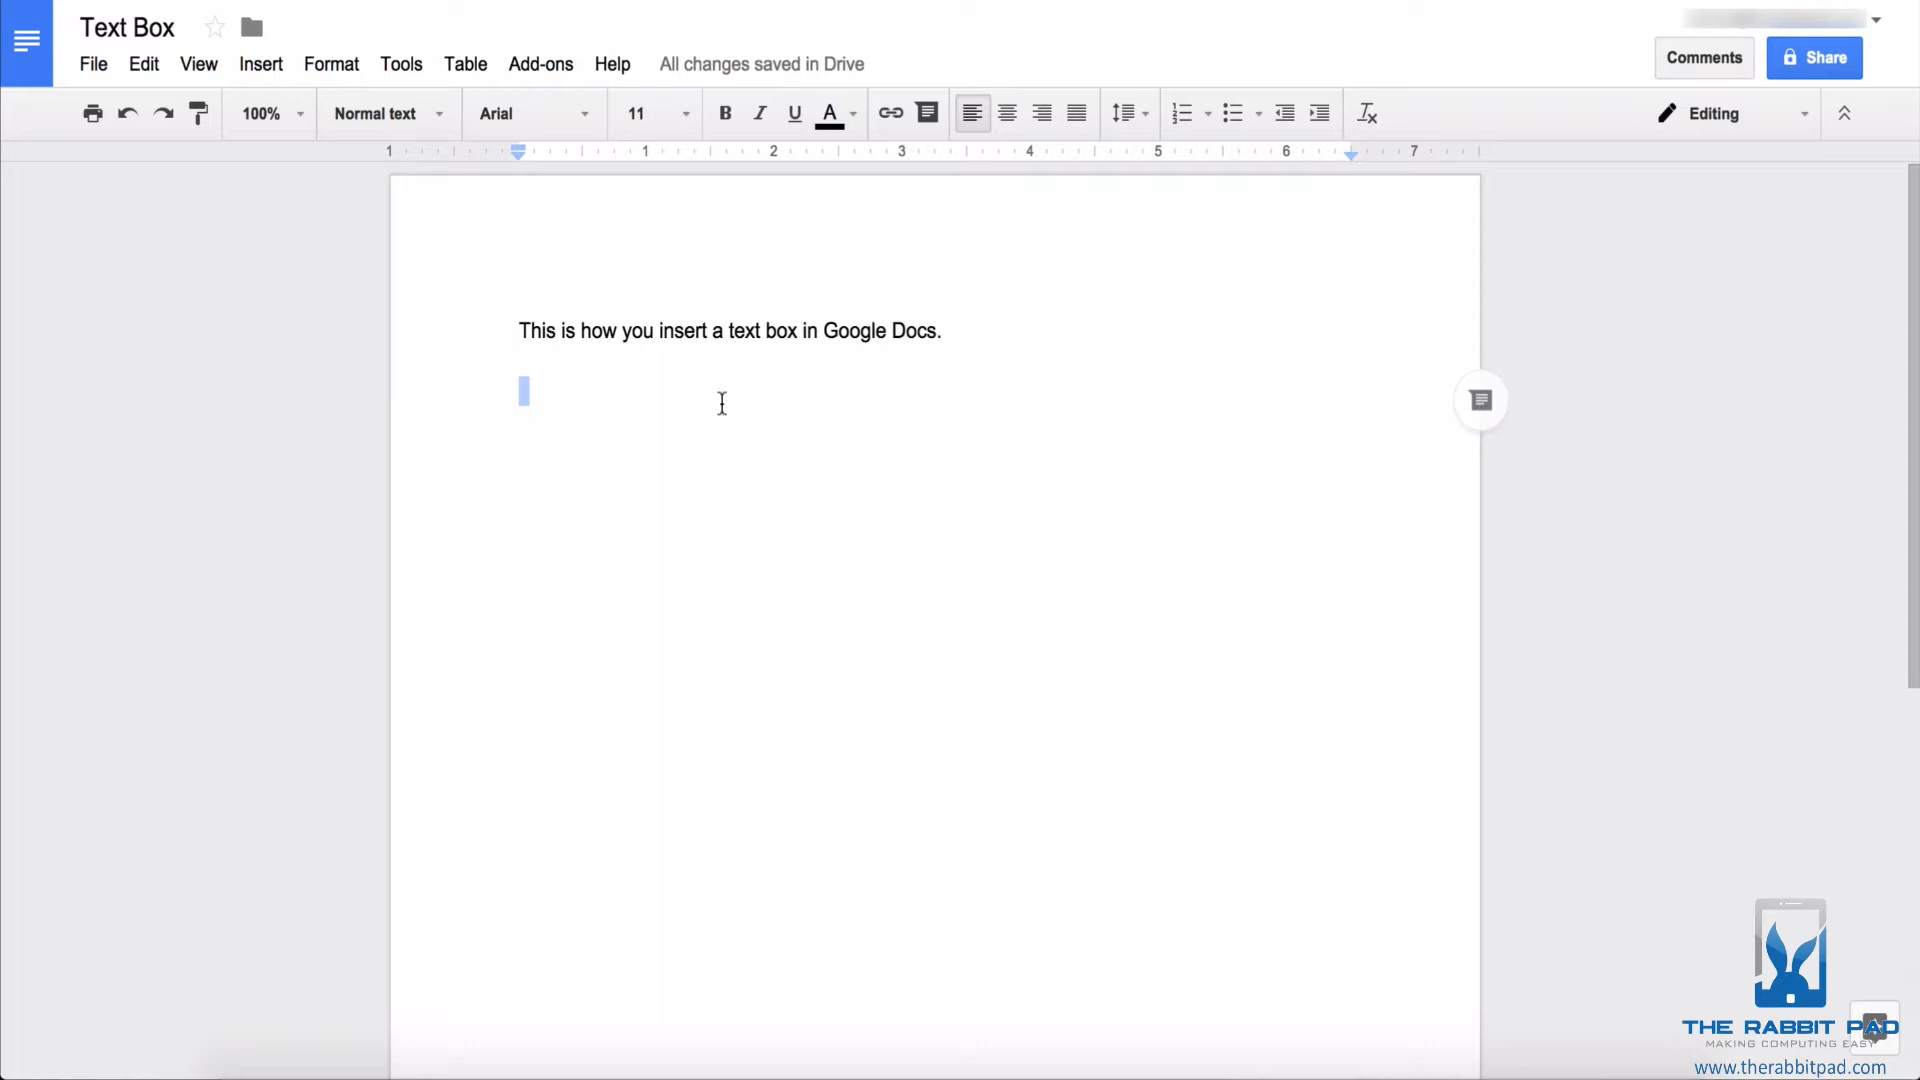 Text Box
File Edit View Insert Format Tools Table Add-ons Help All changes saved in Drive
Comments Share
100% Normal text Arial 11 B I U A Editing
1 1 2 3 4 5 6 7
This is how you insert a text box in Google Docs.
THE RABBIT PAD
MAKING COMPUTING EASY
www.therabbitpad.com